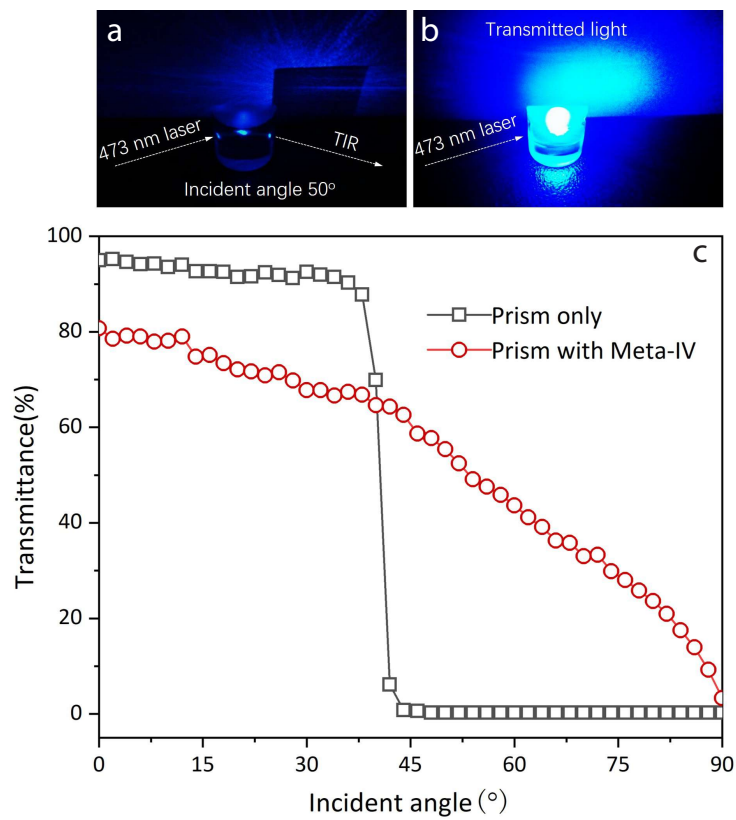 a
473 nm laser
TIR
Incident angle 50°
b
Transmitted light
473 nm laser
c
Prism only
Prism with Meta-IV
Transmittance(%)
100
80
60
40
20
0
0 15 30 45 60 75 90
Incident angle (°)